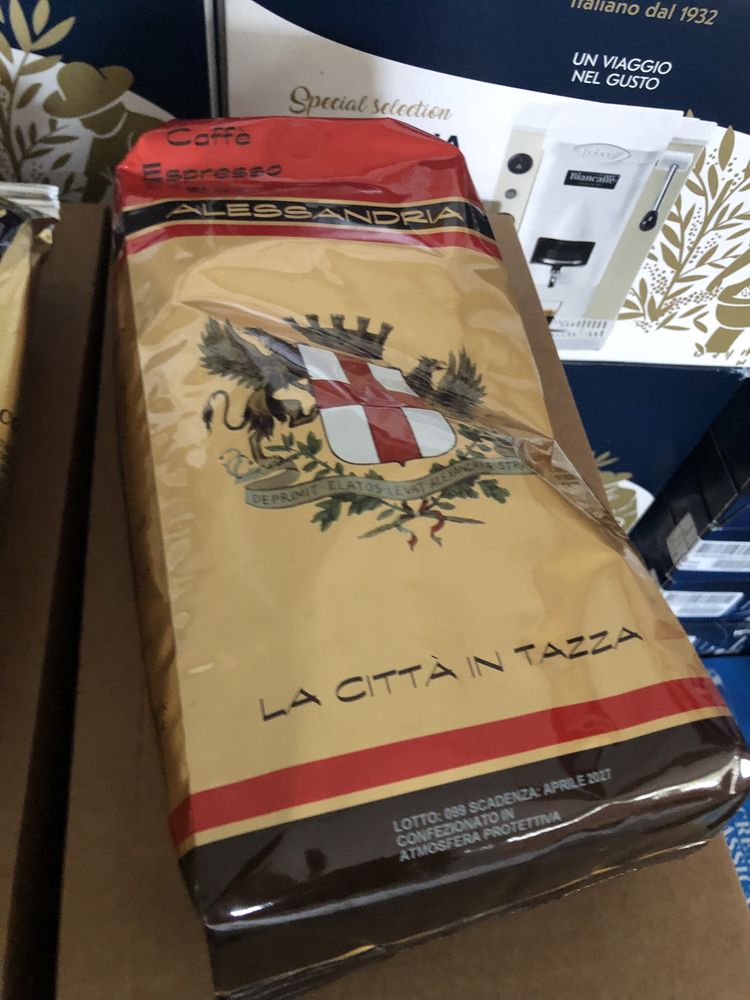 Italiano dal 1932
UN VIAGGIO
NEL GUSTO
Special selection
Biancaffè
Caffè
Espresso
ALESSANDRIA
DEPRIMIT ELATOS LEVAT ALEXANDRIA STRA
LA CITTÀ IN TAZZA
LOTTO: 099 SCADENZA: APRILE 2027
CONFEZIONATO IN
ATMOSFERA PROTETTIVA